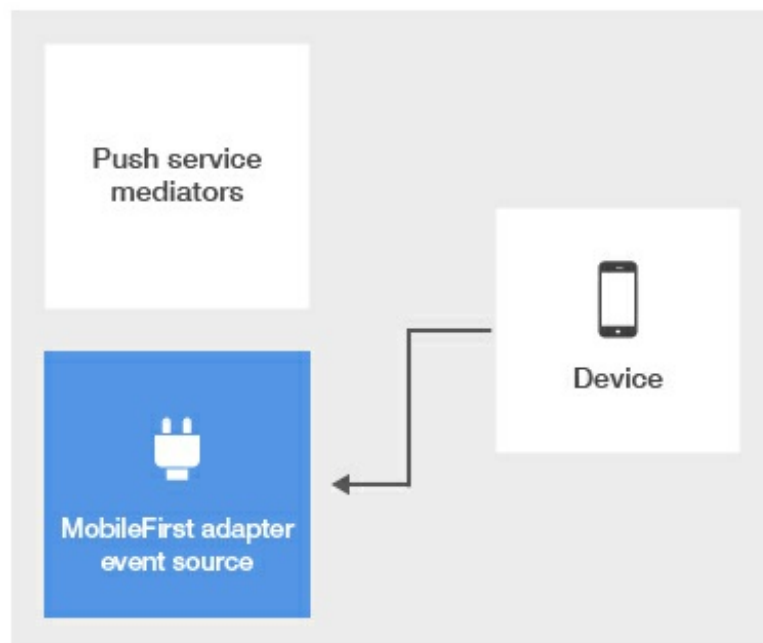 Push service
mediators
Device
MobileFirst adapter
event source